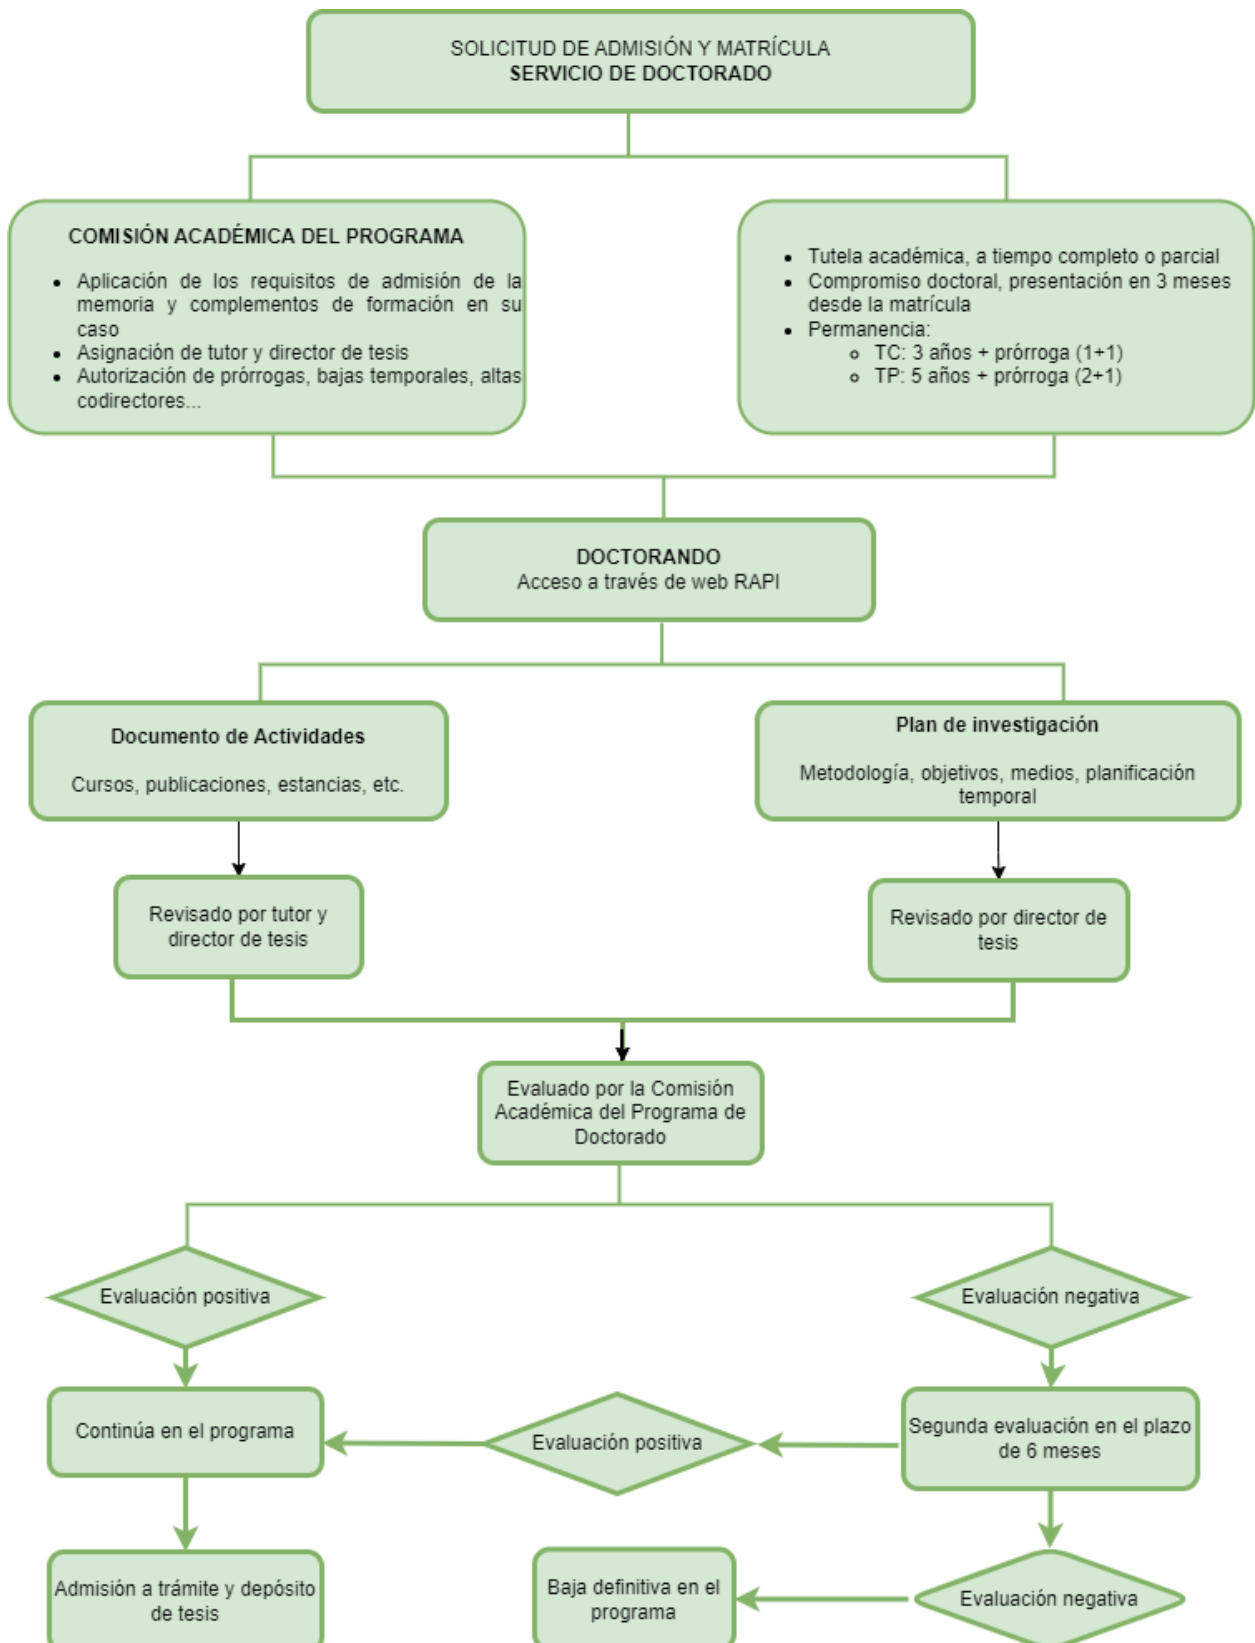 SOLICITUD DE ADMISIÓN Y MATRÍCULA
SERVICIO DE DOCTORADO
COMISIÓN ACADÉMICA DEL PROGRAMA
• Aplicación de los requisitos de admisión de la
memoria y complementos de formación en su
caso
• Asignación de tutor y director de tesis
• Autorización de prórrogas, bajas temporales, altas
codirectores...
• Tutela académica, a tiempo completo o parcial
• Compromiso doctoral, presentación en 3 meses
desde la matrícula
• Permanencia:
○ TC: 3 años + prórroga (1+1)
○ TP: 5 años + prórroga (2+1)
DOCTORANDO
Acceso a través de web RAPI
Documento de Actividades
Cursos, publicaciones, estancias, etc.
Plan de investigación
Metodología, objetivos, medios, planificación
temporal
Revisado por tutor y
director de tesis
Revisado por director de
tesis
Evaluado por la Comisión
Académica del Programa de
Doctorado
Evaluación positiva
Evaluación negativa
Continúa en el programa
Evaluación positiva
Segunda evaluación en el plazo
de 6 meses
Admisión a trámite y depósito
de tesis
Baja definitiva en el
programa
Evaluación negativa